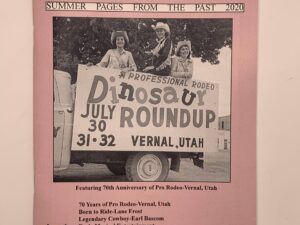 SUMMER PAGES FROM THE PAST 2020
A PROFESSIONAL RODEO
Dinosaur
JULY ROUNDUP
30
31·32 VERNAL, UTAH
Featuring 70th Anniversary of Pro Rodeo-Vernal, Utah
70 Years of Pro Rodeo-Vernal, Utah
Born to Ride-Lane Frost
Legendary Cowboy-Earl Bascom